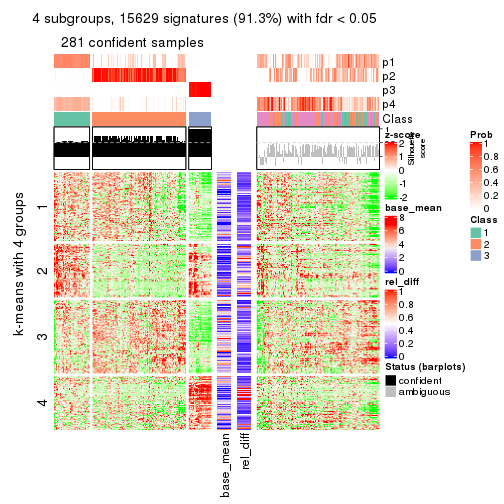 4 subgroups, 15629 signatures (91.3%) with fdr < 0.05
281 confident samples
p1
p2
p3
p4
Class
1
Silhouette
score
k-means with 4 groups
1
2
3
4
base_mean
rel_diff
z-score
2
1
0
-1
-2
base_mean
8
6
4
2
0
rel_diff
1
0.8
0.6
0.4
0.2
0
Status (barplots)
confident
ambiguous
Prob
1
0.8
0.6
0.4
0.2
0
Class
1
2
3